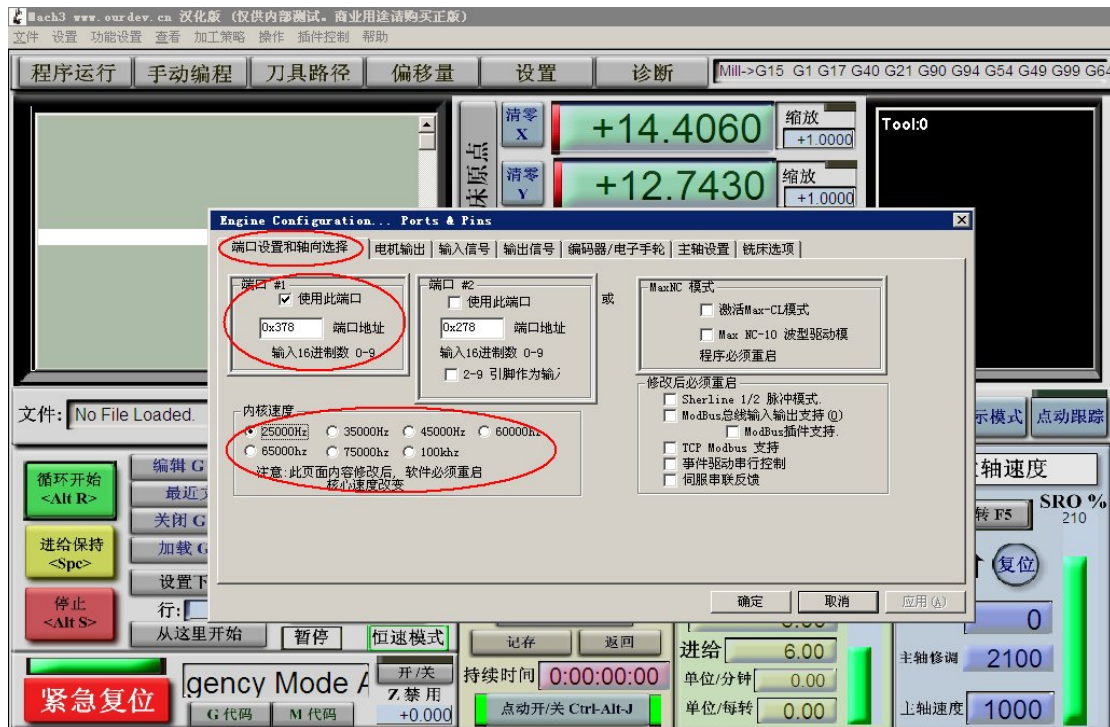 Mach3 www.ourdev.cn 汉化版 (仅供内部测试。商业用途请购买正版)
文件 设置 功能设置 查看 加工策略 操作 插件控制 帮助
程序运行 手动编程 刀具路径 偏移量 设置 诊断 Mill->G15 G1 G17 G40 G21 G90 G94 G54 G49 G99 G64
清零 X +14.4060 缩放 +1.0000 Tool:0
床原点
清零 Y +12.7430 缩放 +1.0000
Engine Configuration... Ports & Pins
端口设置和轴向选择 电机输出 输入信号 输出信号 编码器/电子手轮 主轴设置 铣床选项
端口 #1
使用此端口
0x378 端口地址
输入16进制数 0-9
端口 #2
使用此端口
0x278 端口地址
输入16进制数 0-9
2-9 引脚作为输入
或
MaxNC 模式
激活Max-CL模式
Max NC-10 波型驱动模
程序必须重启
修改后必须重启
Sherline 1/2 脉冲模式.
ModBus总线输入输出支持(O)
ModBus插件支持.
TCP Modbus 支持
事件驱动串行控制
伺服串联反馈
内核速度
25000Hz 35000Hz 45000Hz 60000hz
65000hz 75000hz 100khz
注意:此页面内容修改后, 软件必须重启
核心速度改变
确定 取消 应用(A)
文件: No File Loaded.
示模式 点动跟踪
循环开始
<Alt R>
进给保持
<Spc>
停止
<Alt S>
编辑 G
最近文
关闭 G
加载 G
设置下
行:
从这里开始 暂停 恒速模式
轴速度
转 F5 SRO %
210
复位
0
主轴修调 2100
主轴速度 1000
记存 返回
持续时间 0:00:00:00
点动开/关 Ctrl-Alt-J
0.00
进给 6.00
单位/分钟 0.00
单位/每转 0.00
紧急复位
gency Mode A
G 代码 M 代码
开/关
Z 禁用
+0.000